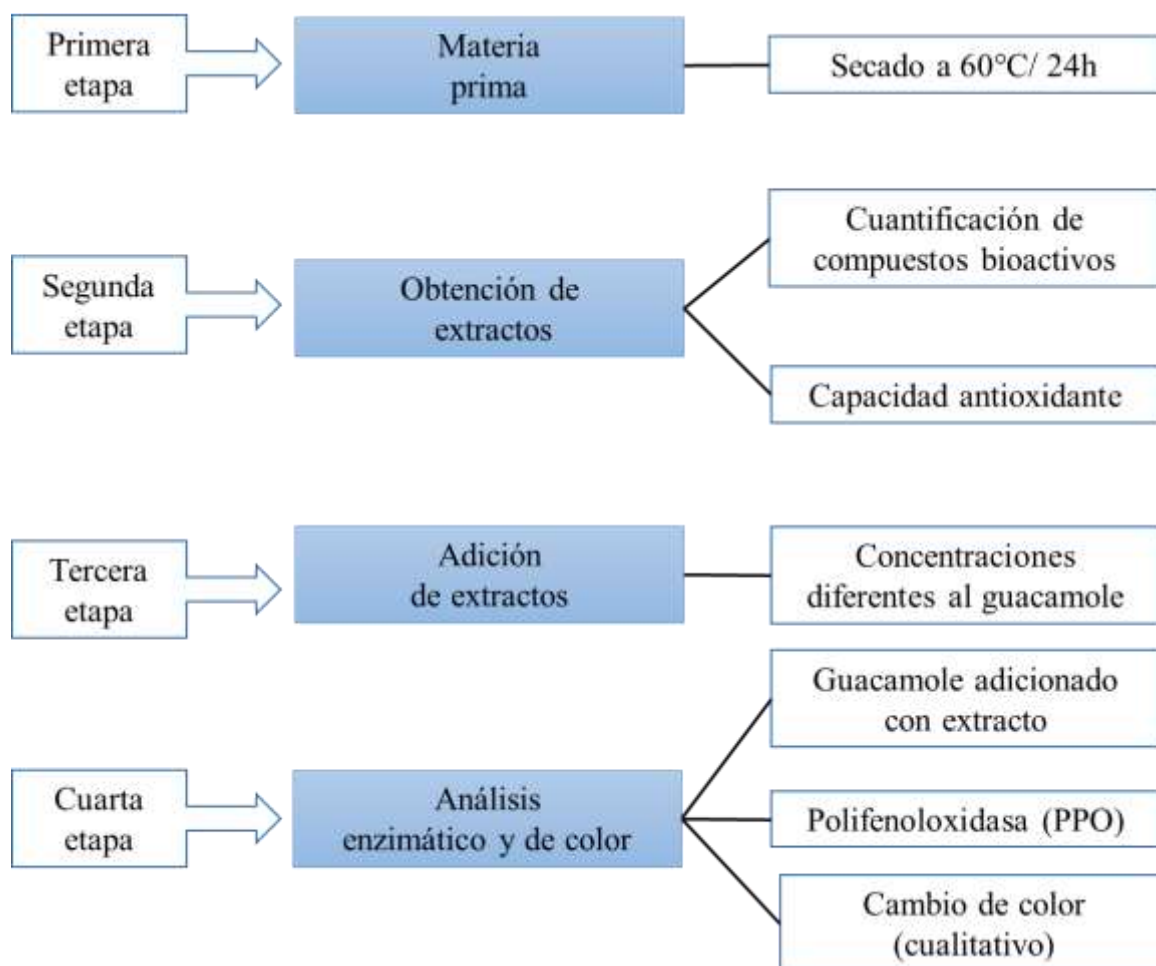 Primera
etapa
Materia
prima
Secado a 60°C/ 24h
Segunda
etapa
Obtención de
extractos
Cuantificación de
compuestos bioactivos
Capacidad antioxidante
Tercera
etapa
Adición
de extractos
Concentraciones
diferentes al guacamole
Cuarta
etapa
Análisis
enzimático y de color
Guacamole adicionado
con extracto
Polifenoloxidasa (PPO)
Cambio de color
(cualitativo)